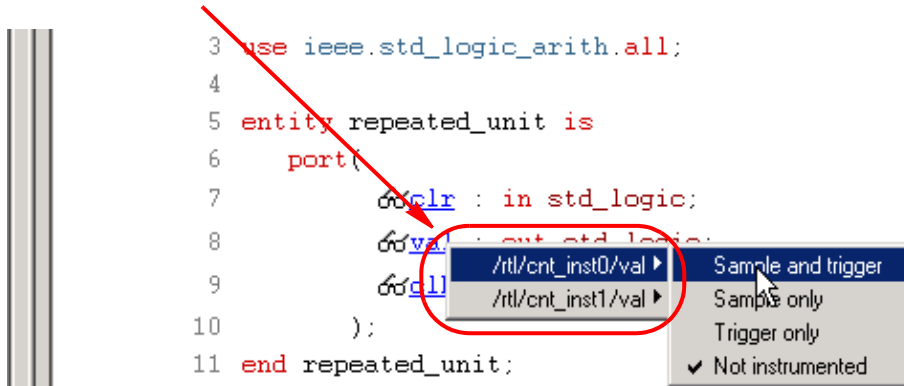 3 use ieee.std_logic_arith.all;
4
5 entity repeated_unit is
6 port(
7 clr : in std_logic;
8 val : out std_logic;
/rtl/cnt_inst0/val Sample and trigger
9
/rtl/cnt_inst1/val Sample only
Trigger only
10 );
✔ Not instrumented
11 end repeated_unit;